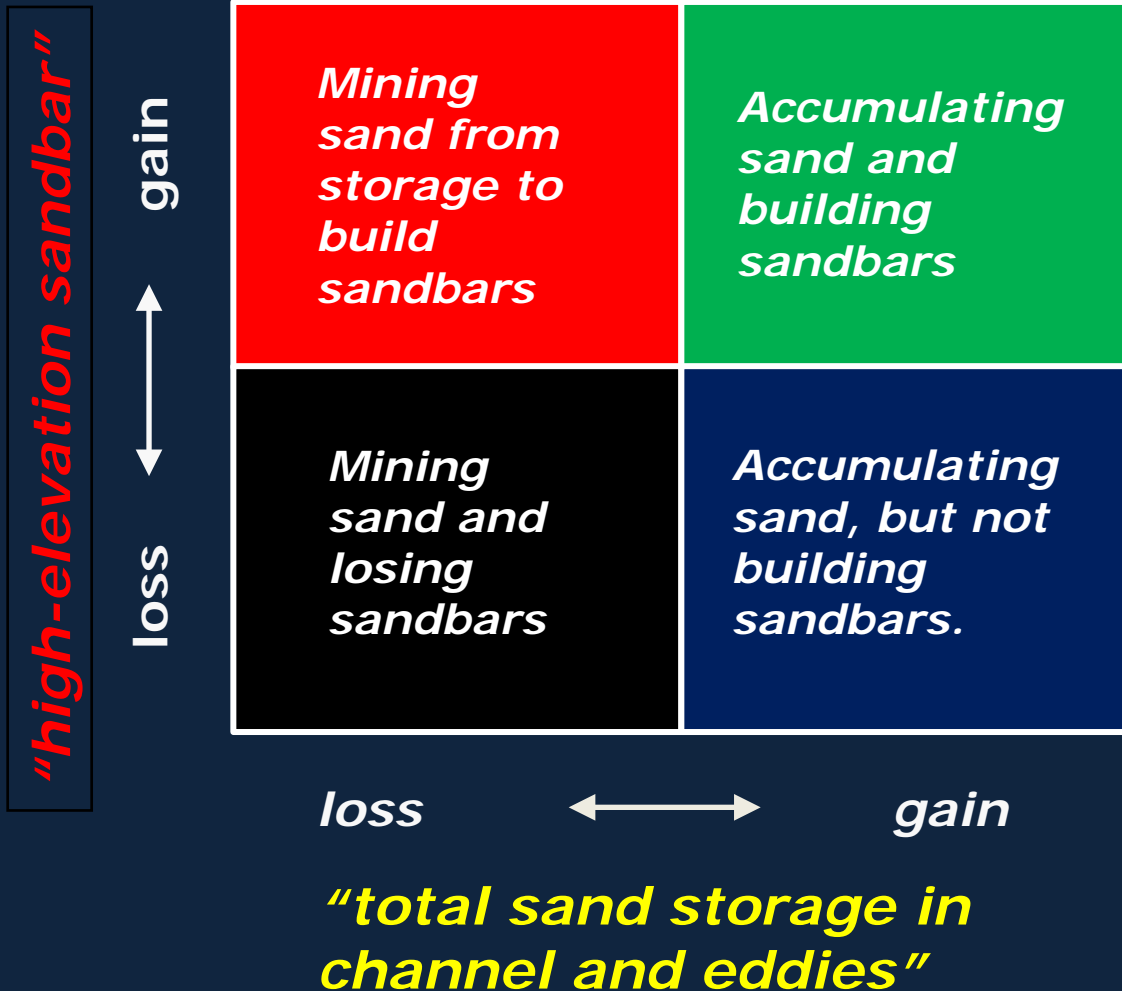 “high-elevation sandbar”
gain
loss
Mining
sand from
storage to
build
sandbars
Accumulating
sand and
building
sandbars
Mining
sand and
losing
sandbars
Accumulating
sand, but not
building
sandbars.
loss
gain
“total sand storage in
channel and eddies”